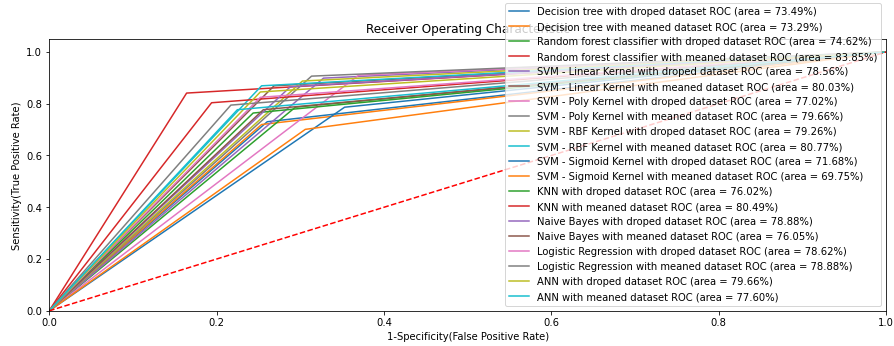 Receiver Operating Characteristic
Decision tree with droped dataset ROC (area = 73.49%)
Decision tree with meaned dataset ROC (area = 73.29%)
Random forest classifier with droped dataset ROC (area = 74.62%)
Random forest classifier with meaned dataset ROC (area = 83.85%)
SVM - Linear Kernel with droped dataset ROC (area = 78.56%)
SVM - Linear Kernel with meaned dataset ROC (area = 80.03%)
SVM - Poly Kernel with droped dataset ROC (area = 77.02%)
SVM - Poly Kernel with meaned dataset ROC (area = 79.66%)
SVM - RBF Kernel with droped dataset ROC (area = 79.26%)
SVM - RBF Kernel with meaned dataset ROC (area = 80.77%)
SVM - Sigmoid Kernel with droped dataset ROC (area = 71.68%)
SVM - Sigmoid Kernel with meaned dataset ROC (area = 69.75%)
KNN with droped dataset ROC (area = 76.02%)
KNN with meaned dataset ROC (area = 80.49%)
Naive Bayes with droped dataset ROC (area = 78.88%)
Naive Bayes with meaned dataset ROC (area = 76.05%)
Logistic Regression with droped dataset ROC (area = 78.62%)
Logistic Regression with meaned dataset ROC (area = 78.88%)
ANN with droped dataset ROC (area = 79.66%)
ANN with meaned dataset ROC (area = 77.60%)
Sensitivity(True Positive Rate)
1.0
0.8
0.6
0.4
0.2
0.0
0.0 0.2 0.4 0.6 0.8 1.0
1-Specificity(False Positive Rate)